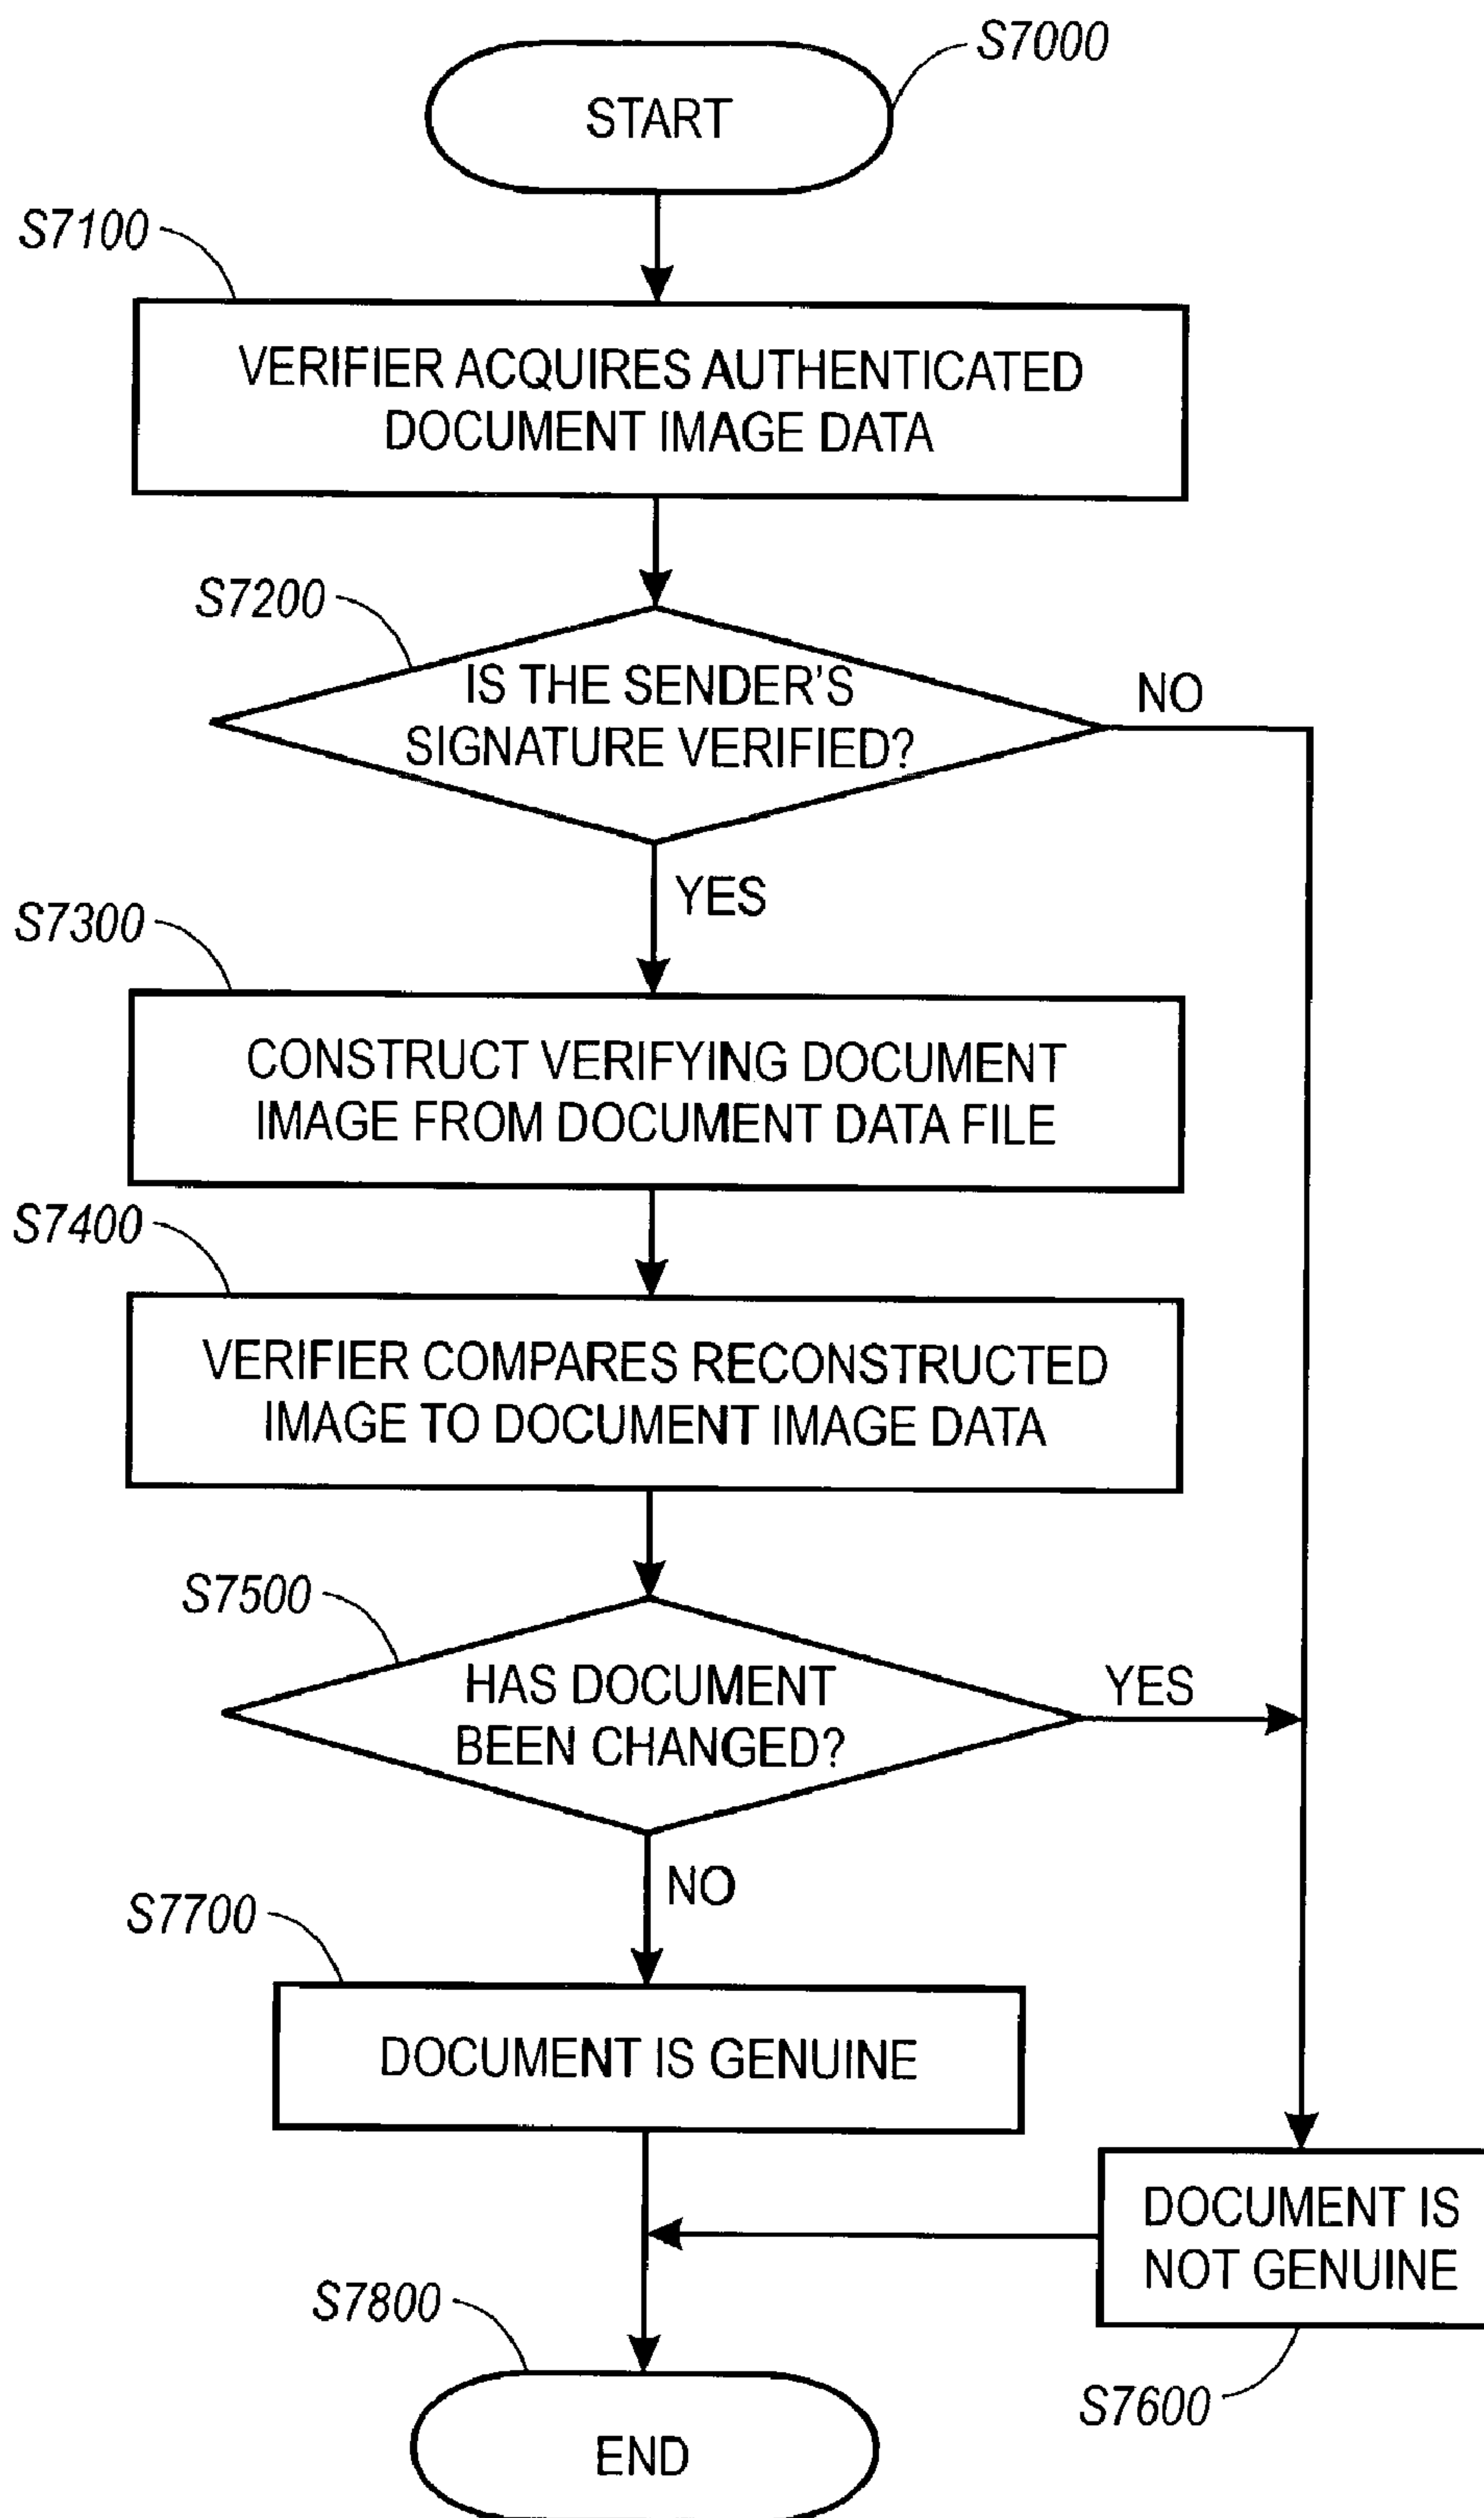 S7000
START
S7100
VERIFIER ACQUIRES AUTHENTICATED
DOCUMENT IMAGE DATA
S7200
IS THE SENDER'S
SIGNATURE VERIFIED?
NO
YES
S7300
CONSTRUCT VERIFYING DOCUMENT
IMAGE FROM DOCUMENT DATA FILE
S7400
VERIFIER COMPARES RECONSTRUCTED
IMAGE TO DOCUMENT IMAGE DATA
S7500
HAS DOCUMENT
BEEN CHANGED?
YES
NO
S7700
DOCUMENT IS GENUINE
DOCUMENT IS
NOT GENUINE
S7600
S7800
END